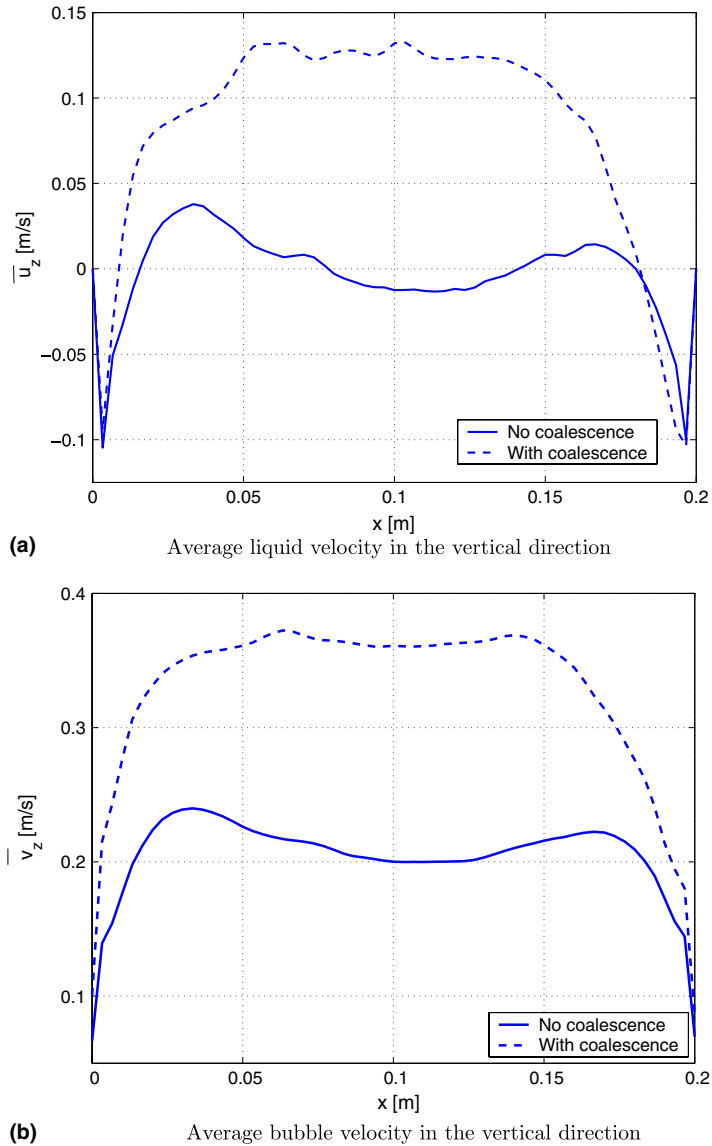 0.15
0.1
0.05
0
−0.05
−0.1
u_z [m/s]
0
0.05
0.1
0.15
0.2
x [m]
No coalescence
With coalescence
(a) Average liquid velocity in the vertical direction
0.4
0.3
0.2
0.1
v_z [m/s]
0
0.05
0.1
0.15
0.2
x [m]
No coalescence
With coalescence
(b) Average bubble velocity in the vertical direction